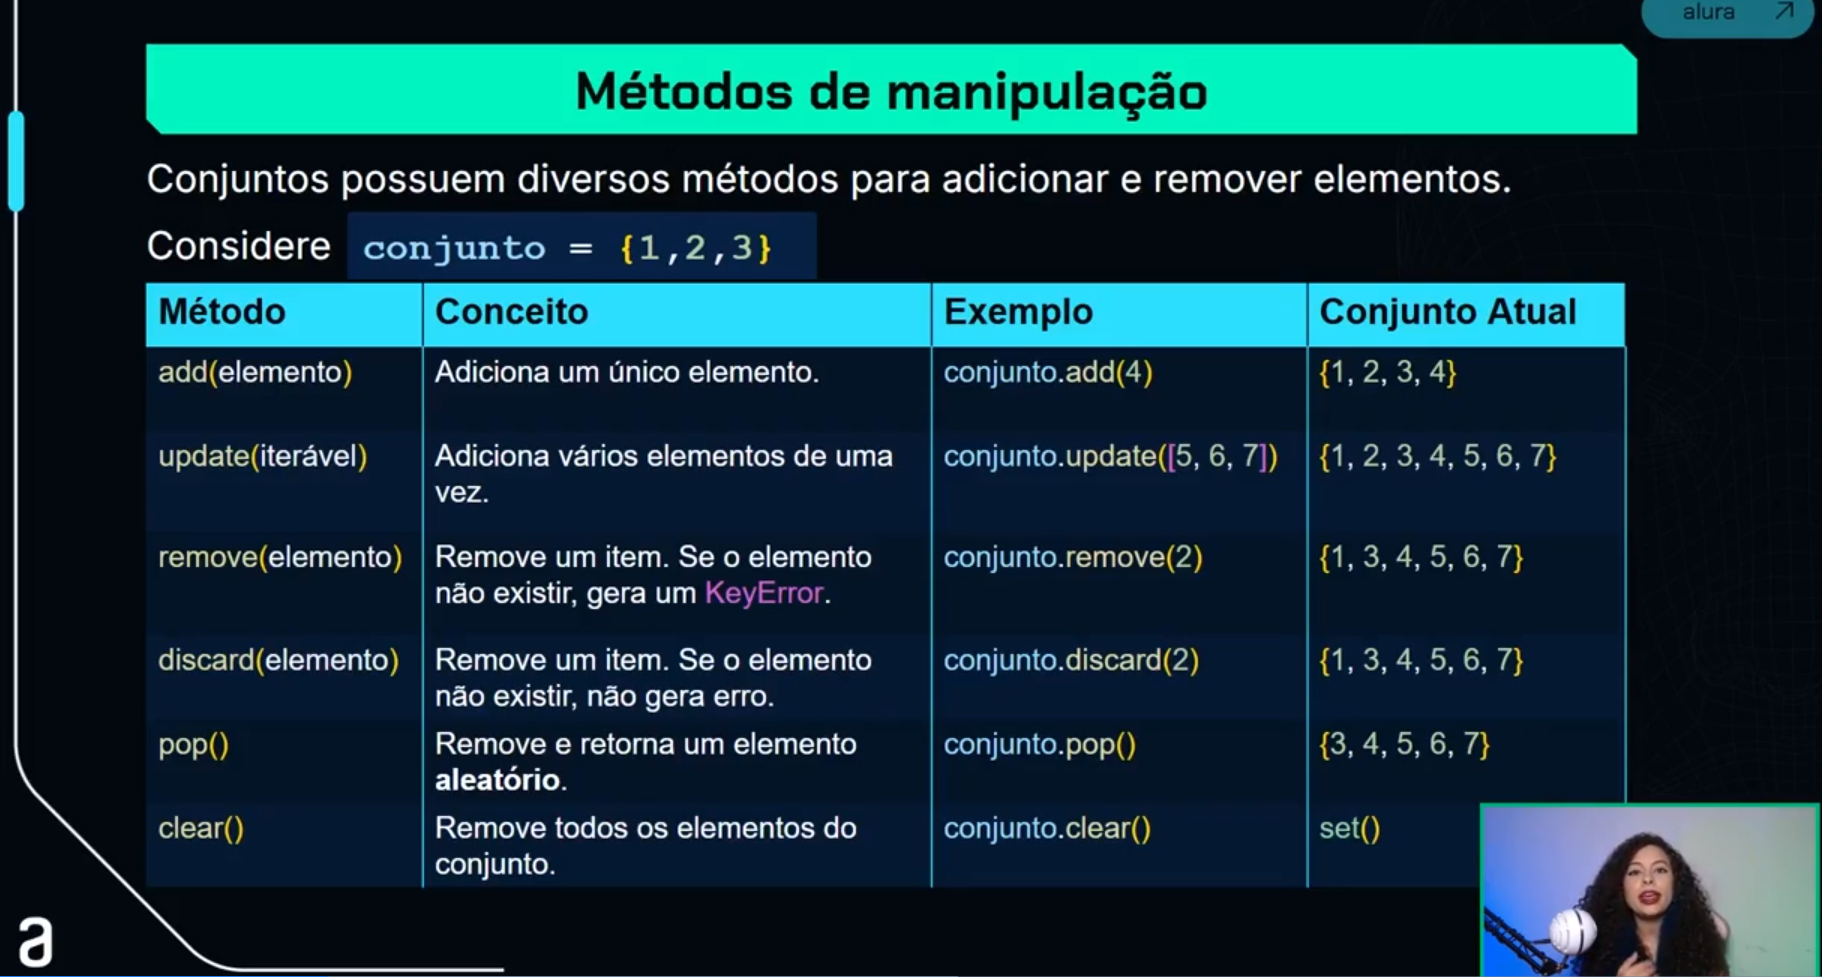 alura
Métodos de manipulação
Conjuntos possuem diversos métodos para adicionar e remover elementos.
Considere conjunto = {1,2,3}
Método Conceito Exemplo Conjunto Atual
add(elemento) Adiciona um único elemento. conjunto.add(4) {1, 2, 3, 4}
update(iterável) Adiciona vários elementos de uma conjunto.update([5, 6, 7]) {1, 2, 3, 4, 5, 6, 7}
vez.
remove(elemento) Remove um item. Se o elemento conjunto.remove(2) {1, 3, 4, 5, 6, 7}
não existir, gera um KeyError.
discard(elemento) Remove um item. Se o elemento conjunto.discard(2) {1, 3, 4, 5, 6, 7}
não existir, não gera erro.
pop() Remove e retorna um elemento conjunto.pop() {3, 4, 5, 6, 7}
aleatório.
clear() Remove todos os elementos do conjunto.clear() set()
conjunto.
a